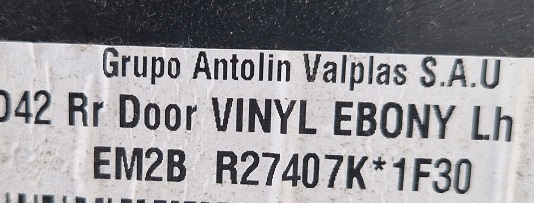 Grupo Antolin Valplas S.A.U
D42 Rr Door VINYL EBONY Lh
EM2B R27407K*1F30